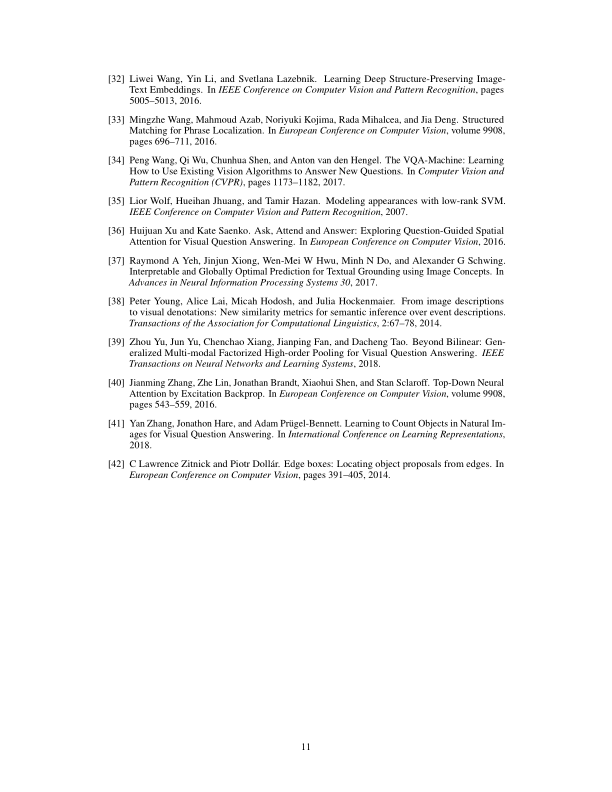 [32] Liwei Wang, Yin Li, and Svetlana Lazebnik. Learning Deep Structure-Preserving Image-
Text Embeddings. In IEEE Conference on Computer Vision and Pattern Recognition, pages
5005–5013, 2016.
[33] Mingzhe Wang, Mahmoud Azab, Noriyuki Kojima, Rada Mihalcea, and Jia Deng. Structured
Matching for Phrase Localization. In European Conference on Computer Vision, volume 9908,
pages 696–711, 2016.
[34] Peng Wang, Qi Wu, Chunhua Shen, and Anton van den Hengel. The VQA-Machine: Learning
How to Use Existing Vision Algorithms to Answer New Questions. In Computer Vision and
Pattern Recognition (CVPR), pages 1173–1182, 2017.
[35] Lior Wolf, Hueihan Jhuang, and Tamir Hazan. Modeling appearances with low-rank SVM.
IEEE Conference on Computer Vision and Pattern Recognition, 2007.
[36] Huijuan Xu and Kate Saenko. Ask, Attend and Answer: Exploring Question-Guided Spatial
Attention for Visual Question Answering. In European Conference on Computer Vision, 2016.
[37] Raymond A Yeh, Jinjun Xiong, Wen-Mei W Hwu, Minh N Do, and Alexander G Schwing.
Interpretable and Globally Optimal Prediction for Textual Grounding using Image Concepts. In
Advances in Neural Information Processing Systems 30, 2017.
[38] Peter Young, Alice Lai, Micah Hodosh, and Julia Hockenmaier. From image descriptions
to visual denotations: New similarity metrics for semantic inference over event descriptions.
Transactions of the Association for Computational Linguistics, 2:67–78, 2014.
[39] Zhou Yu, Jun Yu, Chenchao Xiang, Jianping Fan, and Dacheng Tao. Beyond Bilinear: Gen-
eralized Multi-modal Factorized High-order Pooling for Visual Question Answering. IEEE
Transactions on Neural Networks and Learning Systems, 2018.
[40] Jianming Zhang, Zhe Lin, Jonathan Brandt, Xiaohui Shen, and Stan Sclaroff. Top-Down Neural
Attention by Excitation Backprop. In European Conference on Computer Vision, volume 9908,
pages 543–559, 2016.
[41] Yan Zhang, Jonathon Hare, and Adam Prügel-Bennett. Learning to Count Objects in Natural Im-
ages for Visual Question Answering. In International Conference on Learning Representations,
2018.
[42] C Lawrence Zitnick and Piotr Dollár. Edge boxes: Locating object proposals from edges. In
European Conference on Computer Vision, pages 391–405, 2014.
11